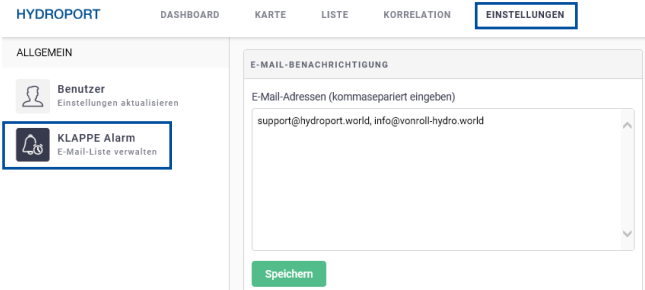 HYDROPORT DASHBOARD KARTE LISTE KORRELATION EINSTELLUNGEN
ALLGEMEIN
Benutzer
Einstellungen aktualisieren
KLAPPE Alarm
E-Mail-Liste verwalten
E-MAIL-BENACHRICHTIGUNG
E-Mail-Adressen (kommasepariert eingeben)
support@hydroport.world, info@vonroll-hydro.world
Speichern